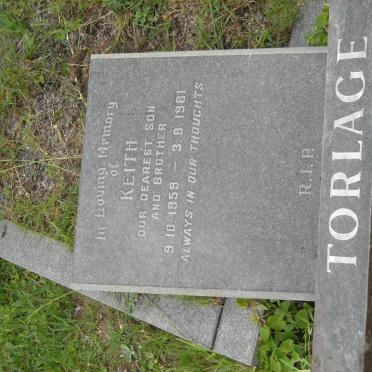 In Loving Memory
of
KEITH
OUR DEAREST SON
AND BROTHER
9.10.1959 — 3.8.1981
ALWAYS IN OUR THOUGHTS
R.I.P.
TORLAGE